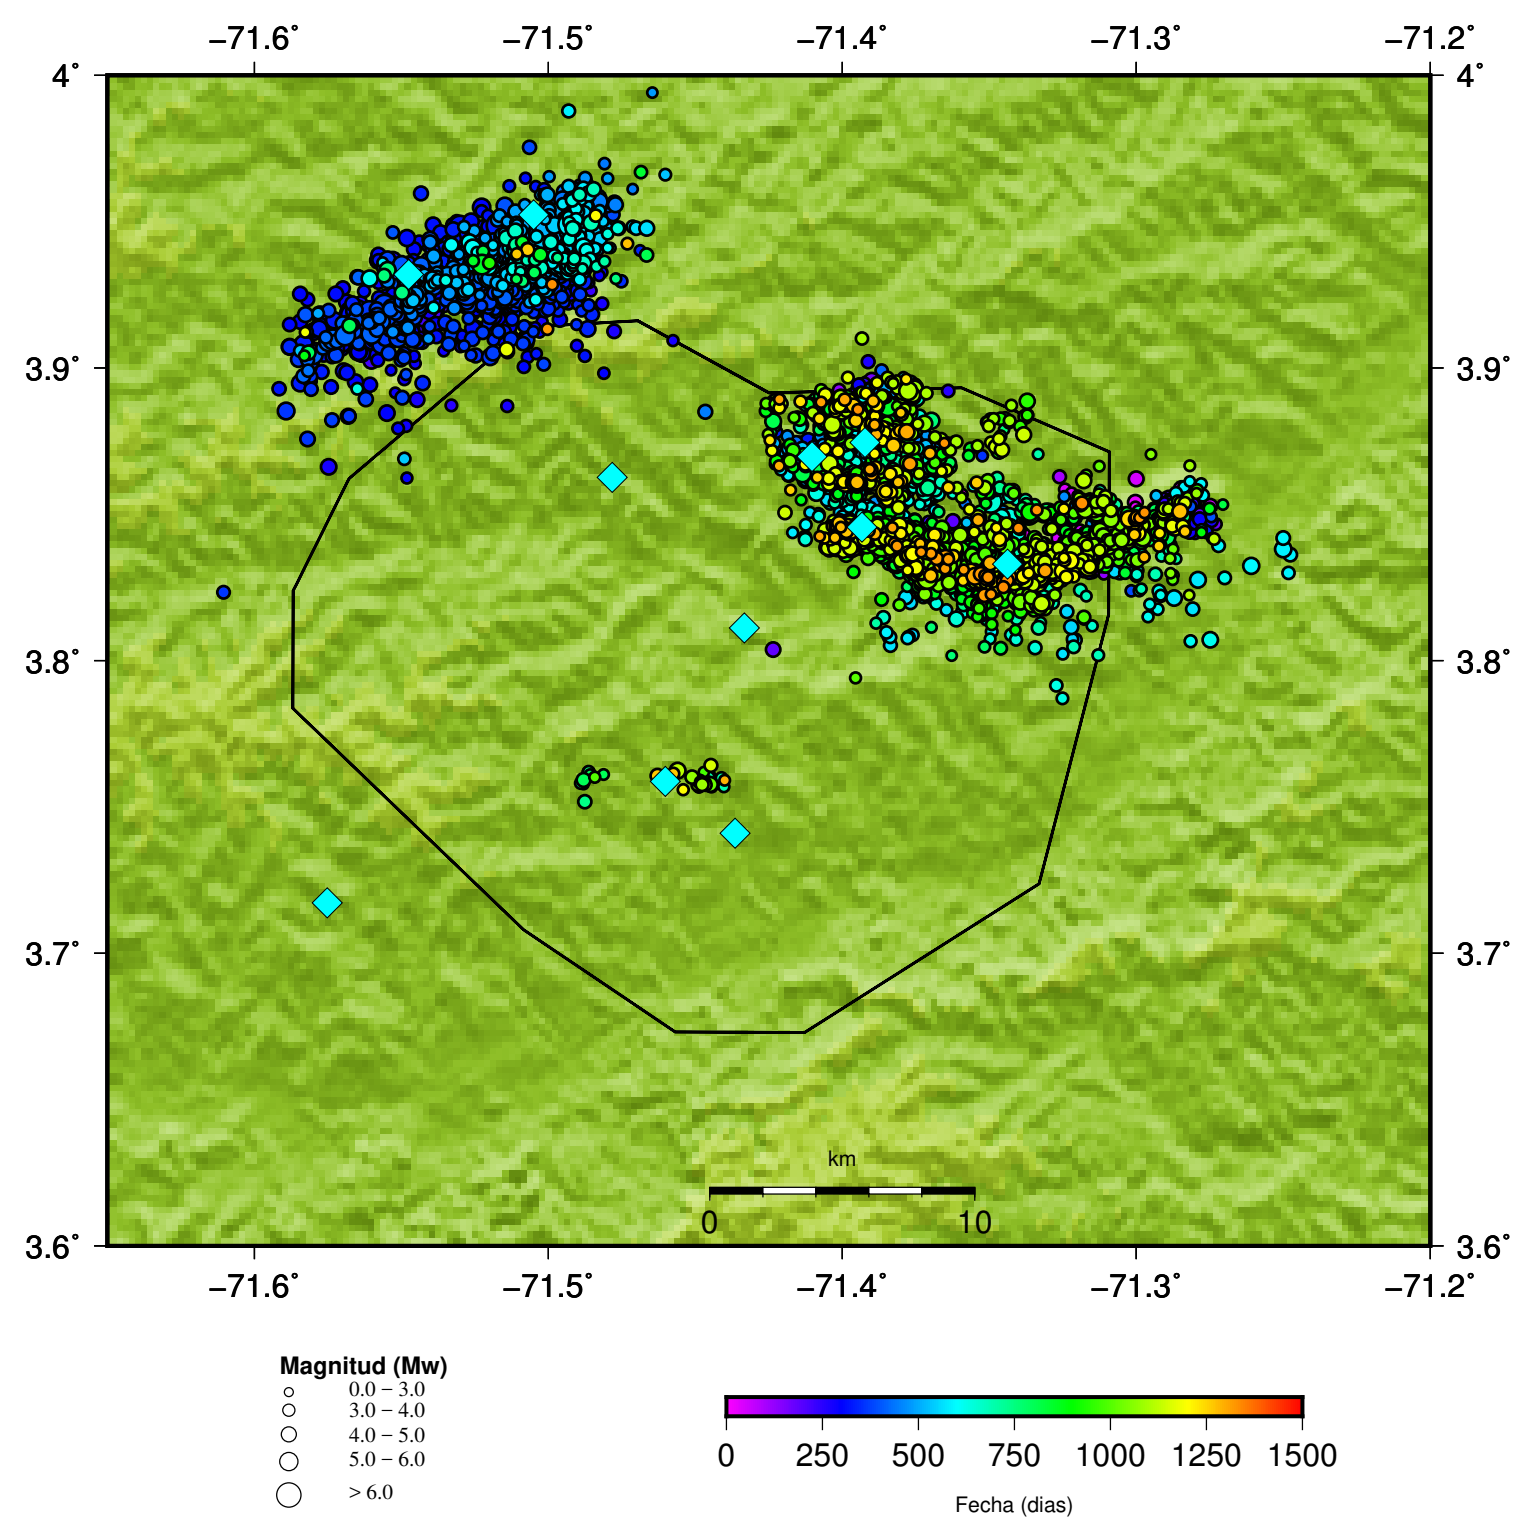 −71.6˚ −71.5˚ −71.4˚ −71.3˚ −71.2˚
4˚ 4˚
3.9˚ 3.9˚
3.8˚ 3.8˚
3.7˚ 3.7˚
km
0 10
3.6˚ 3.6˚
−71.6˚ −71.5˚ −71.4˚ −71.3˚ −71.2˚
Magnitud (Mw)
0.0 − 3.0
3.0 − 4.0
4.0 − 5.0
5.0 − 6.0
> 6.0
0 250 500 750 1000 1250 1500
Fecha (dias)